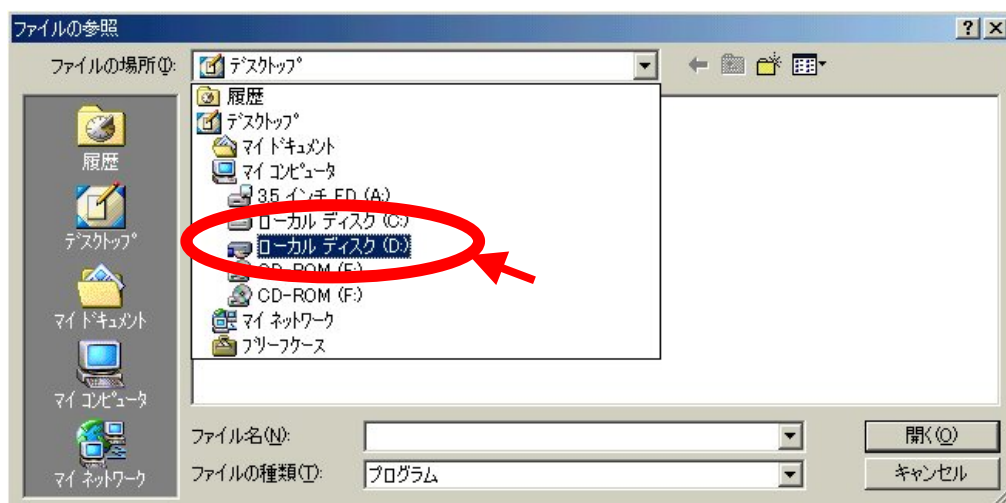 ファイルの参照
ファイルの場所(I):
デスクトップ
履歴
デスクトップ
マイ ドキュメント
マイ コンピュータ
3.5 インチ FD (A:)
ローカル ディスク (C:)
ローカル ディスク (D:)
CD-ROM (E:)
CD-ROM (F:)
マイ ネットワーク
ブリーフケース
履歴
デスクトップ
マイ ドキュメント
マイ コンピュータ
マイ ネットワーク
ファイル名(N):
開く(O)
ファイルの種類(T):
プログラム
キャンセル